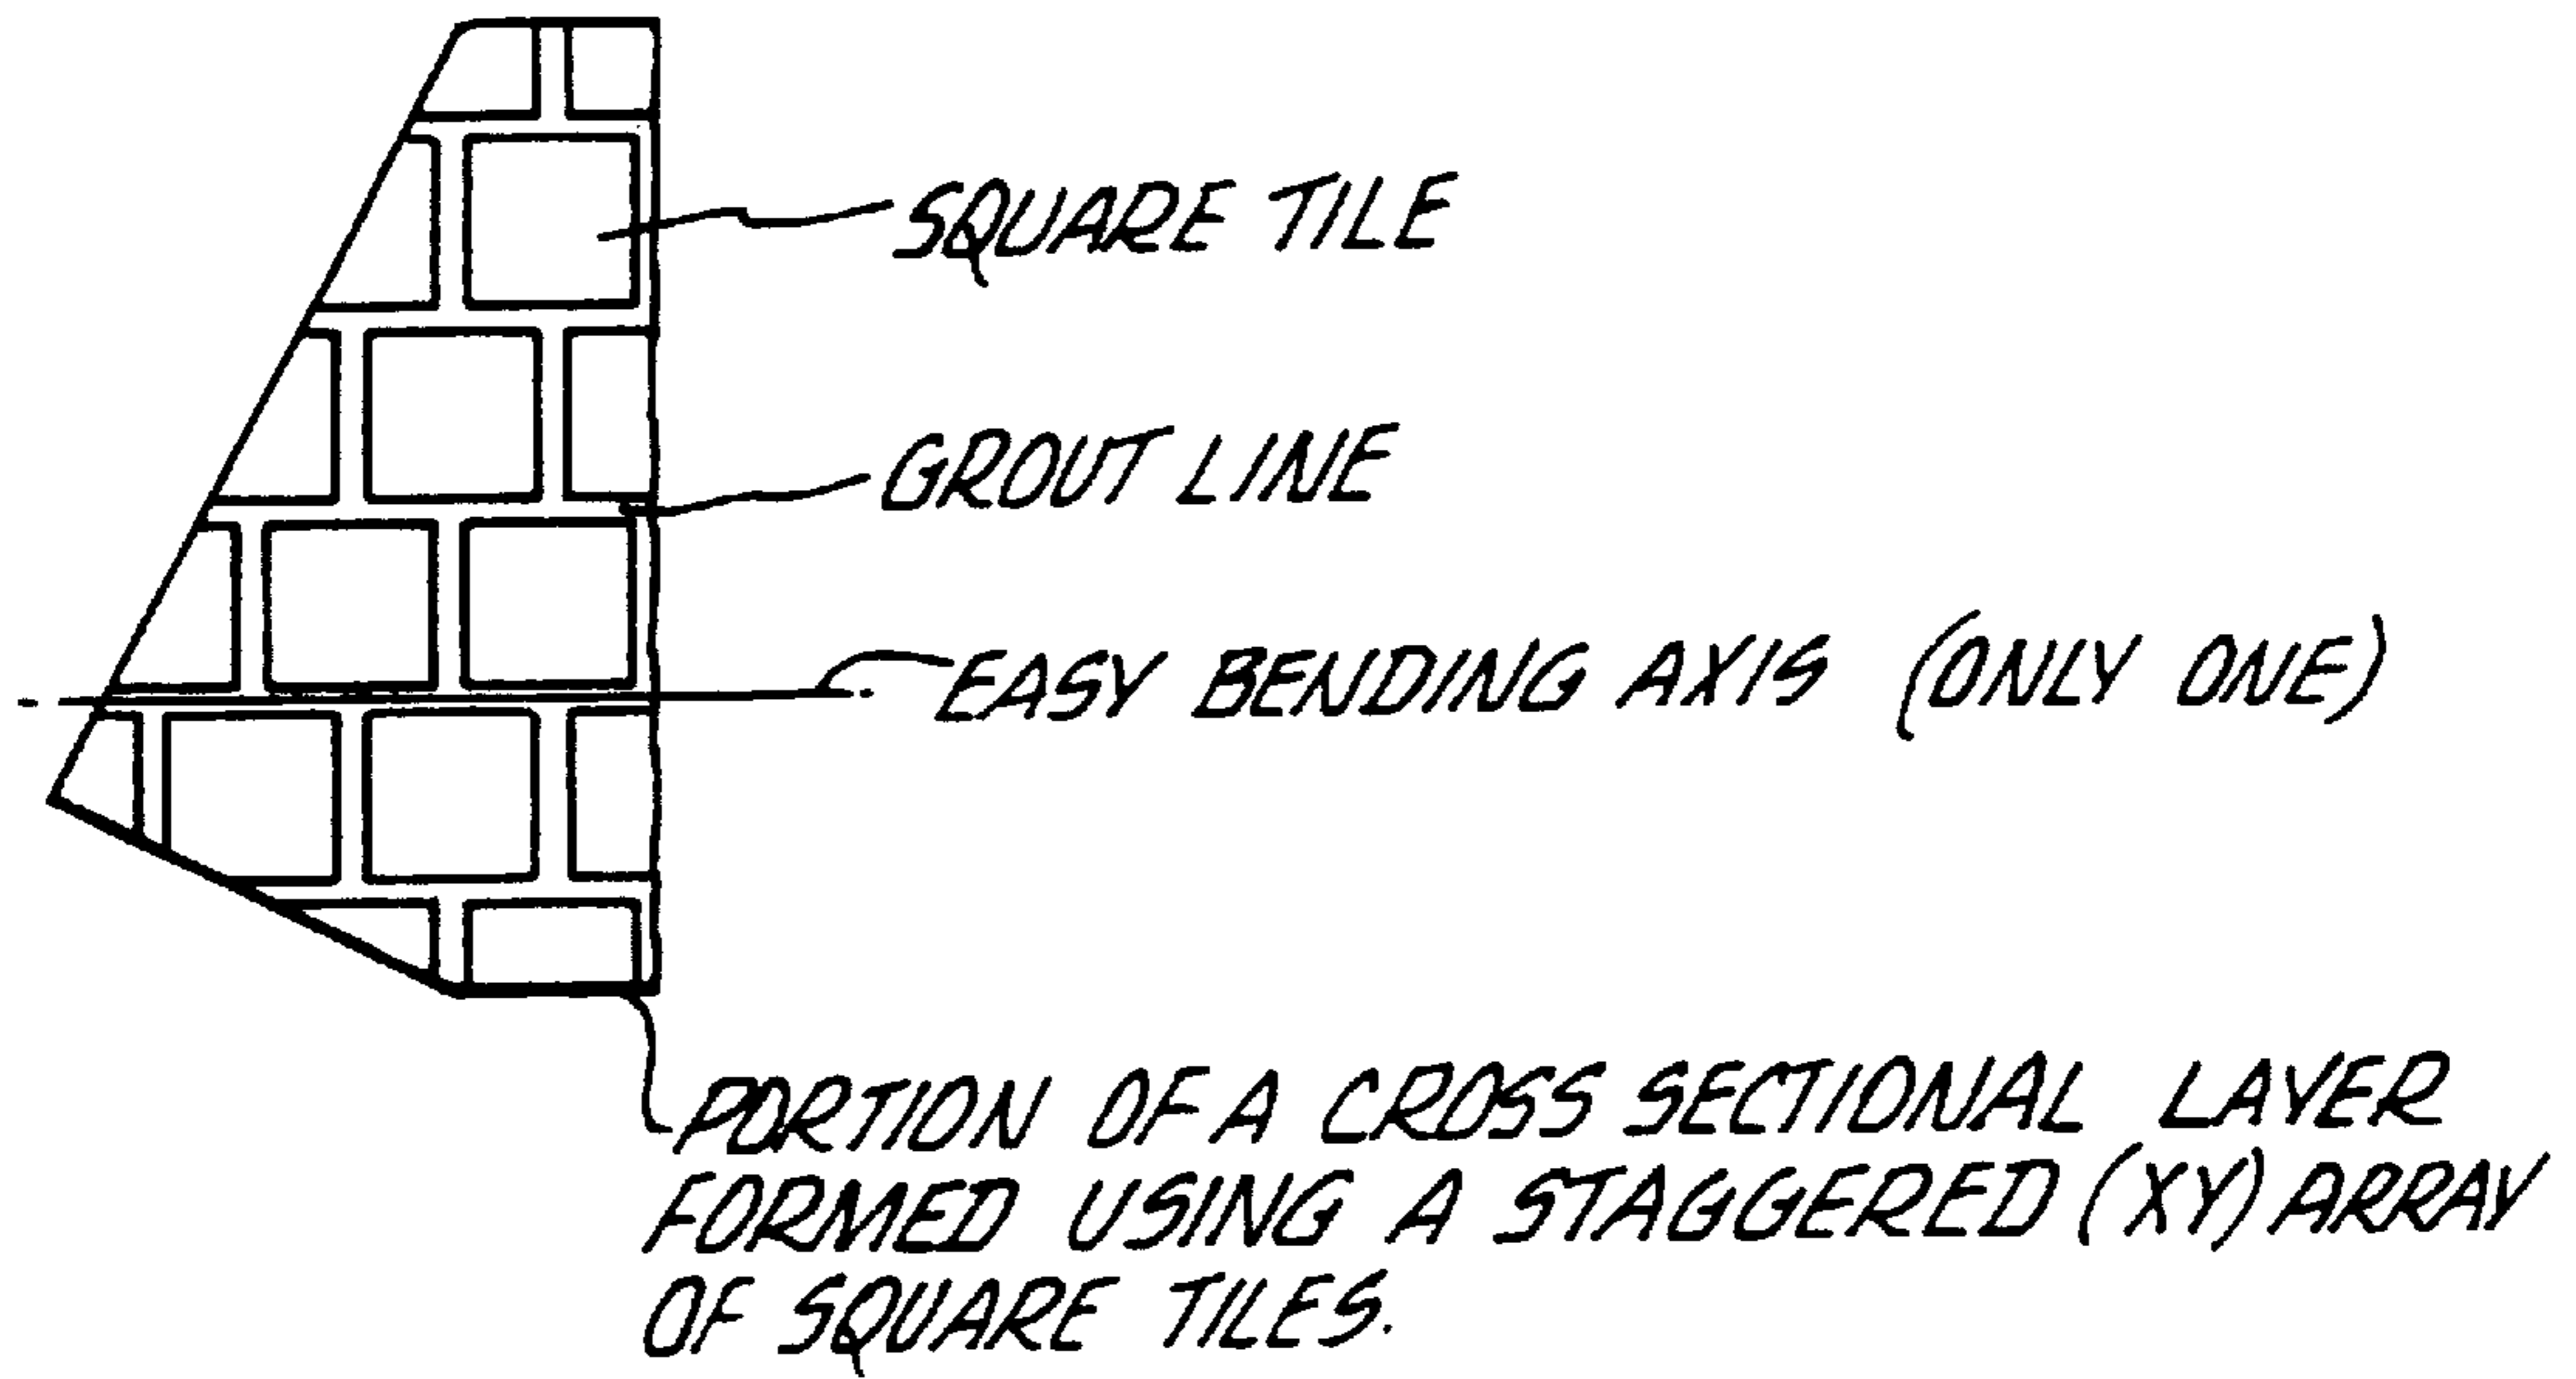 SQUARE TILE
GROUT LINE
EASY BENDING AXIS (ONLY ONE)
PORTION OF A CROSS SECTIONAL LAYER
FORMED USING A STAGGERED (XY) ARRAY
OF SQUARE TILES.